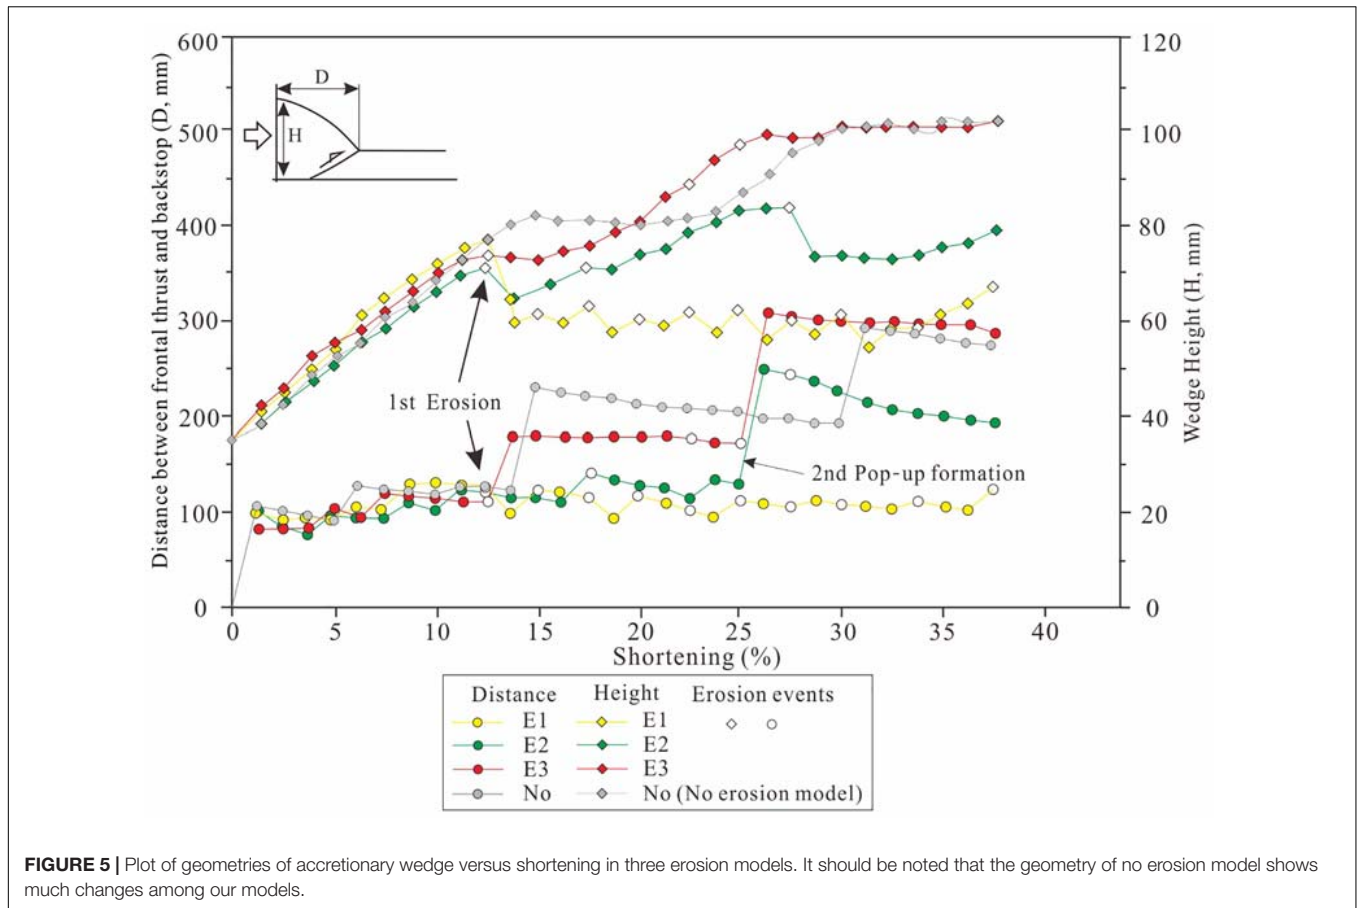 600
500
400
300
200
100
0
Distance between frontal thrust and backstop (D, mm)
D
H
1st Erosion
2nd Pop-up formation
120
100
80
60
40
20
0
Wedge Height (H, mm)
0 5 10 15 20 25 30 35 40
Shortening (%)
Distance Height Erosion events
E1 E1
E2 E2
E3 E3
No No (No erosion model)
FIGURE 5 | Plot of geometries of accretionary wedge versus shortening in three erosion models. It should be noted that the geometry of no erosion model shows
much changes among our models.